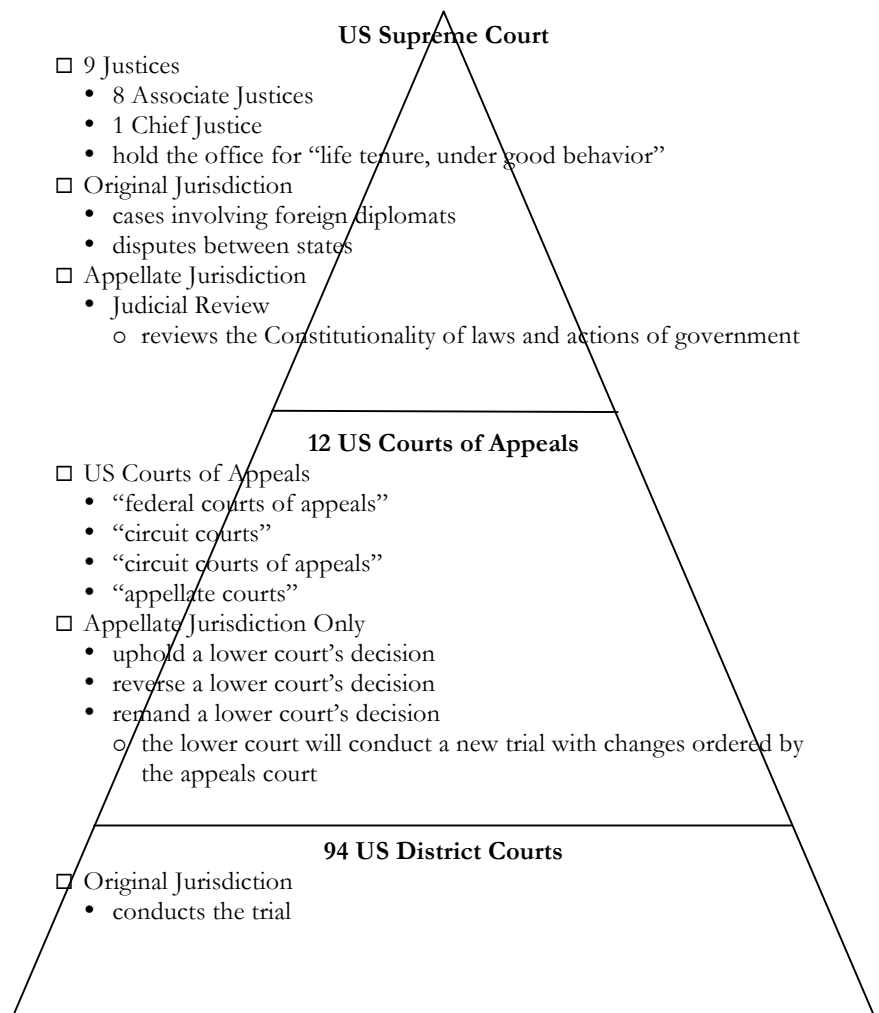 US Supreme Court
□ 9 Justices
• 8 Associate Justices
• 1 Chief Justice
• hold the office for “life tenure, under good behavior”
□ Original Jurisdiction
• cases involving foreign diplomats
• disputes between states
□ Appellate Jurisdiction
• Judicial Review
o reviews the Constitutionality of laws and actions of government
12 US Courts of Appeals
□ US Courts of Appeals
• “federal courts of appeals”
• “circuit courts”
• “circuit courts of appeals”
• “appellate courts”
□ Appellate Jurisdiction Only
• uphold a lower court’s decision
• reverse a lower court’s decision
• remand a lower court’s decision
o the lower court will conduct a new trial with changes ordered by
the appeals court
94 US District Courts
□ Original Jurisdiction
• conducts the trial